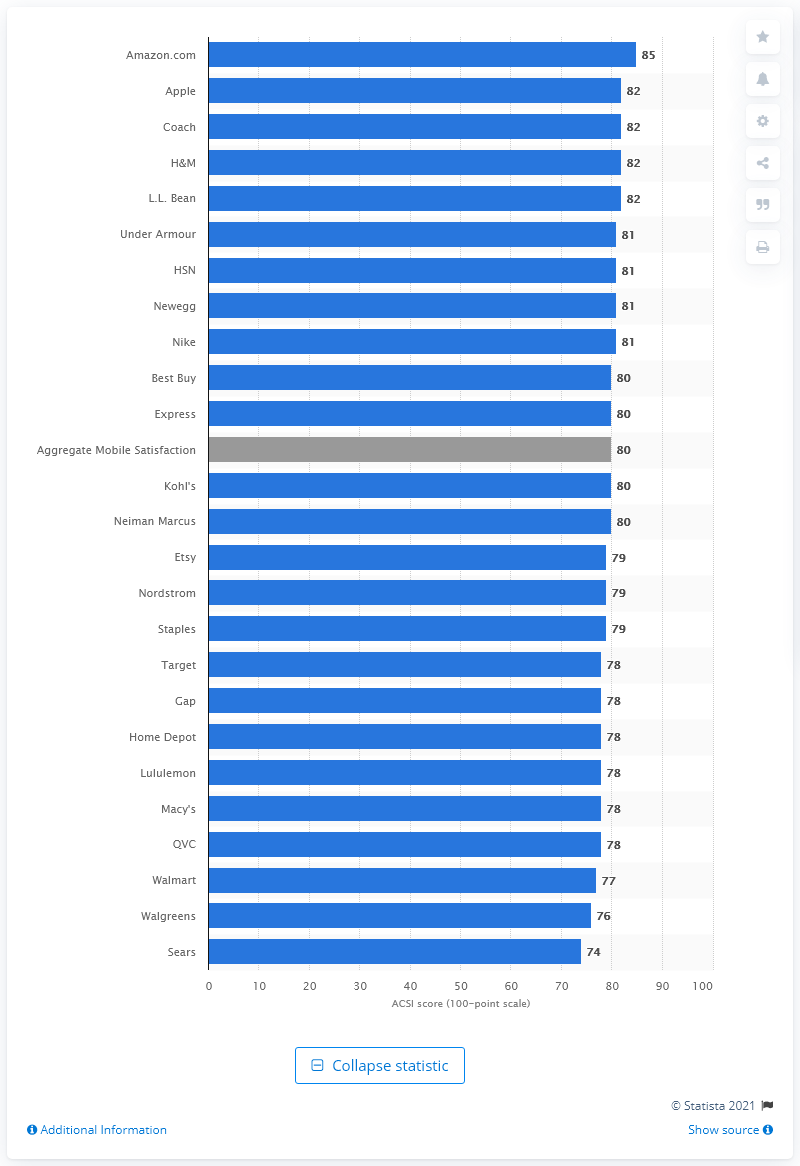 Amazon.com 85
Apple 82
Coach 82
H&M 82
L.L. Bean 82
Under Armour 81
HSN 81
Newegg 81
Nike 81
Best Buy 80
Express 80
Aggregate Mobile Satisfaction 80
Kohl's 80
Neiman Marcus 80
Etsy 79
Nordstrom 79
Staples 79
Target 78
Gap 78
Home Depot 78
Lululemon 78
Macy's 78
QVC 78
Walmart 77
Walgreens 76
Sears 74
0 10 20 30 40 50 60 70 80 90 100
ACSI score (100-point scale)
Collapse statistic
© Statista 2021
Additional Information
Show source